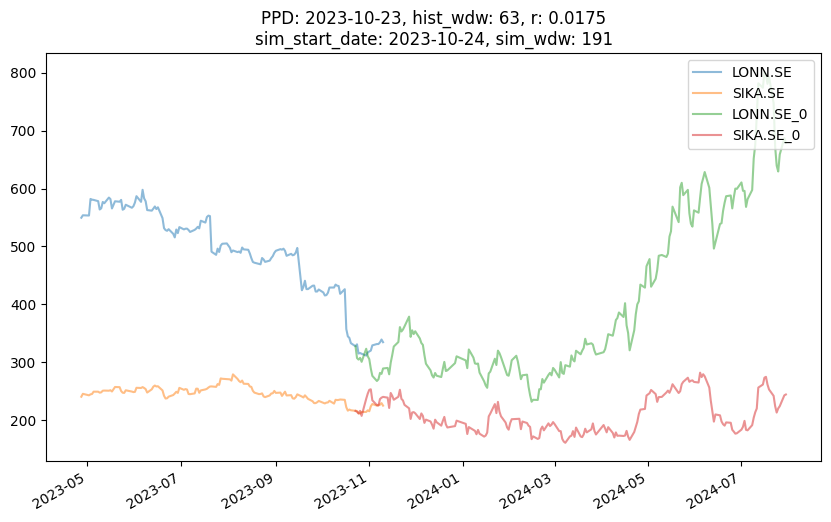 PPD: 2023-10-23, hist_wdw: 63, r: 0.0175
sim_start_date: 2023-10-24, sim_wdw: 191
LONN.SE
SIKA.SE
LONN.SE_0
SIKA.SE_0
800
700
600
500
400
300
200
2023-05
2023-07
2023-09
2023-11
2024-01
2024-03
2024-05
2024-07